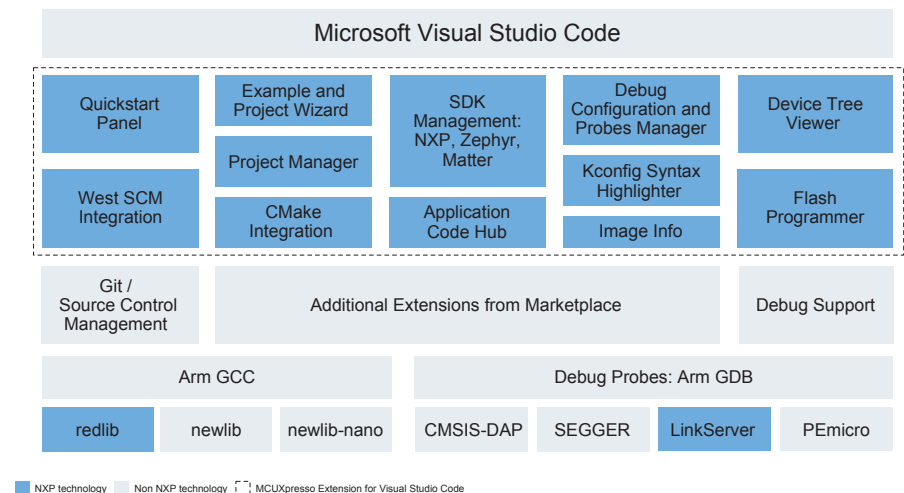 Microsoft Visual Studio Code
Quickstart
Panel
West SCM
Integration
Example and
Project Wizard
Project Manager
CMake
Integration
SDK
Management:
NXP, Zephyr,
Matter
Application
Code Hub
Debug
Configuration and
Probes Manager
Kconfig Syntax
Highlighter
Image Info
Device Tree
Viewer
Flash
Programmer
Git /
Source Control
Management
Additional Extensions from Marketplace
Debug Support
Arm GCC
Debug Probes: Arm GDB
redlib
newlib
newlib-nano
CMSIS-DAP
SEGGER
LinkServer
PEmicro
NXP technology
Non NXP technology
MCUXpresso Extension for Visual Studio Code